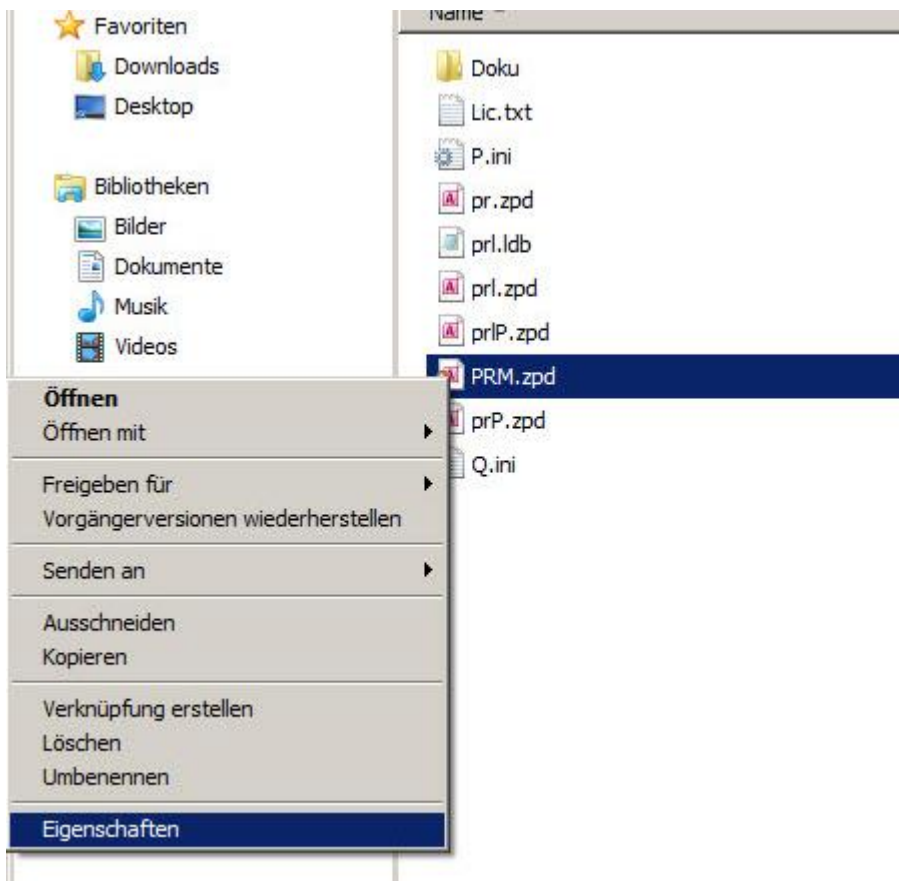 Favoriten
Downloads
Desktop
Bibliotheken
Bilder
Dokumente
Musik
Videos
Name
Doku
Lic.txt
P.ini
pr.zpd
prl.ldb
prl.zpd
prlP.zpd
PRM.zpd
prP.zpd
Q.ini
Öffnen
Öffnen mit
Freigeben für
Vorgängerversionen wiederherstellen
Senden an
Ausschneiden
Kopieren
Verknüpfung erstellen
Löschen
Umbenennen
Eigenschaften